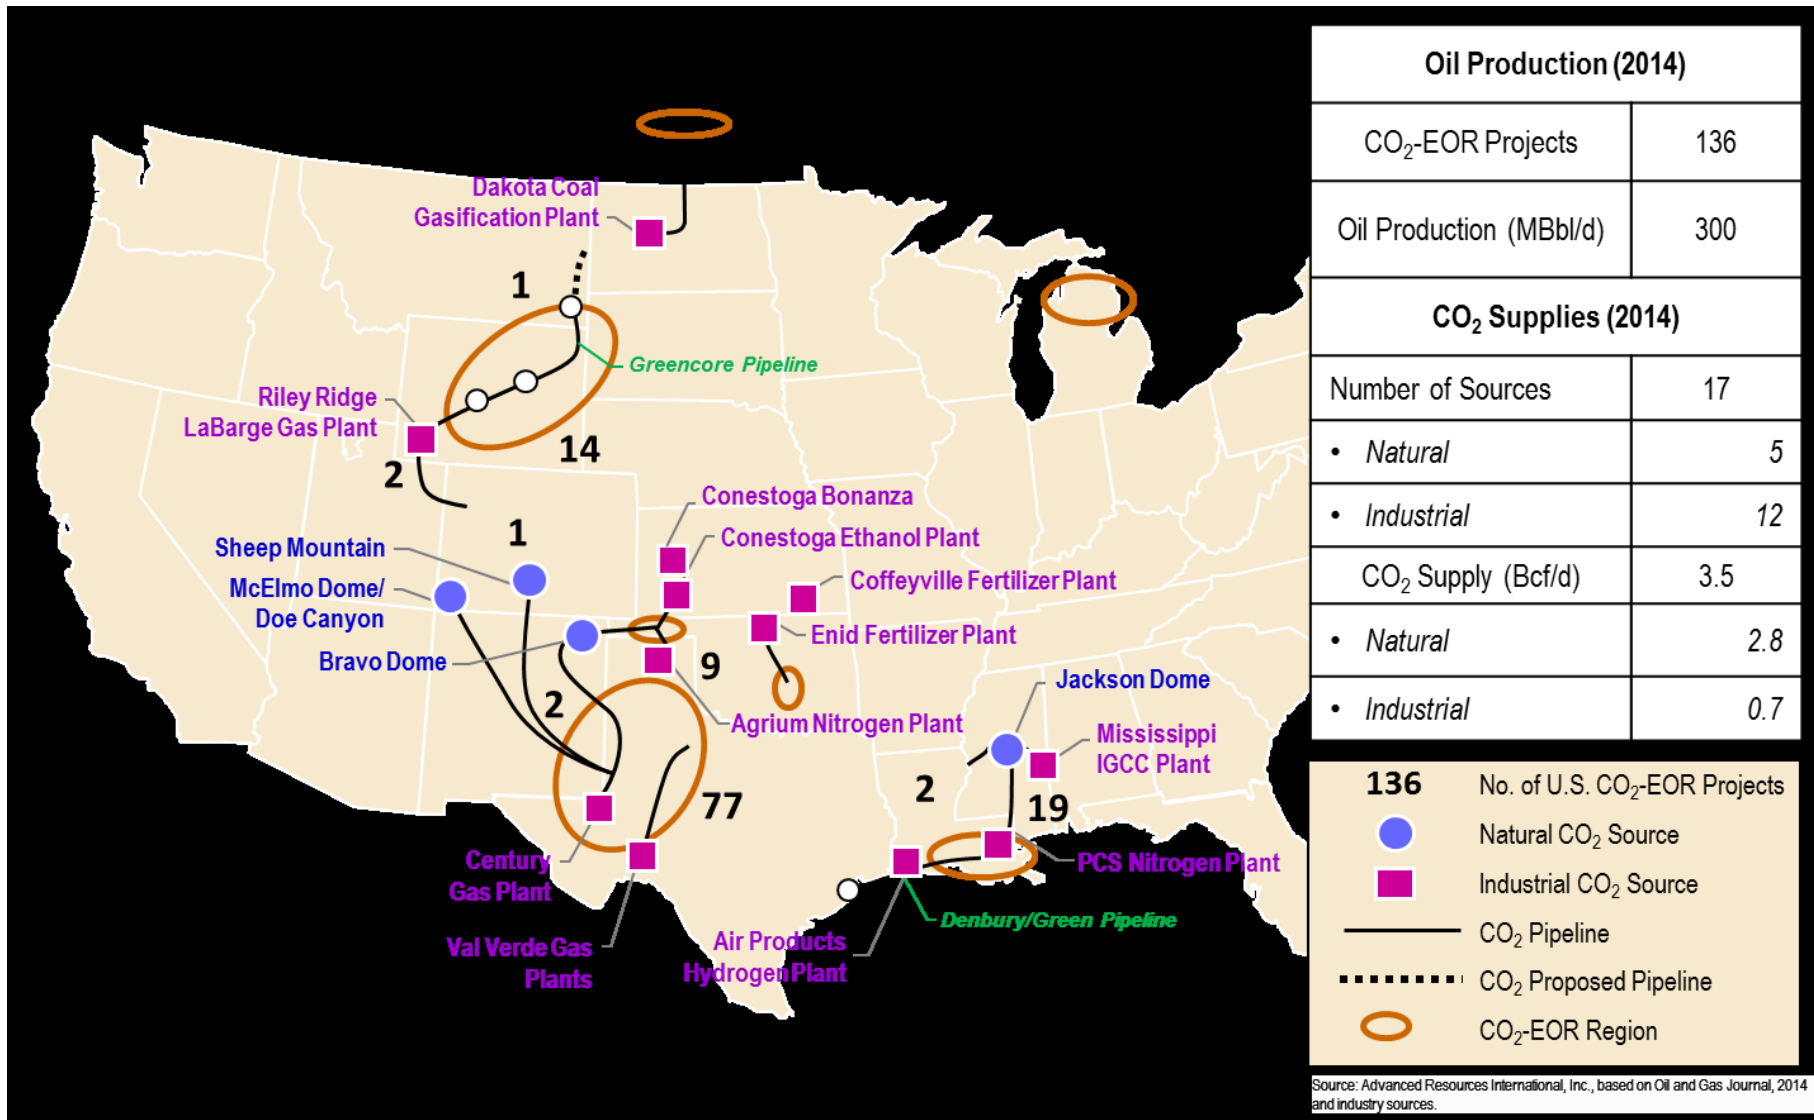 Dakota Coal
Gasification Plant
1
Greencore Pipeline
Riley Ridge
LaBarge Gas Plant
14
2
Conestoga Bonanza
1
Conestoga Ethanol Plant
Sheep Mountain
McElmo Dome/
Doe Canyon
Coffeyville Fertilizer Plant
Enid Fertilizer Plant
Bravo Dome
9
Jackson Dome
2
Agrium Nitrogen Plant
Mississippi
IGCC Plant
2
77
19
Century
Gas Plant
PCS Nitrogen Plant
Denbury/Green Pipeline
Val Verde Gas
Plants
Air Products
Hydrogen Plant
Oil Production (2014)
CO2-EOR Projects 136
Oil Production (MBbl/d) 300
CO2 Supplies (2014)
Number of Sources 17
• Natural 5
• Industrial 12
CO2 Supply (Bcf/d) 3.5
• Natural 2.8
• Industrial 0.7
136 No. of U.S. CO2-EOR Projects
Natural CO2 Source
Industrial CO2 Source
CO2 Pipeline
CO2 Proposed Pipeline
CO2-EOR Region
Source: Advanced Resources International, Inc., based on Oil and Gas Journal, 2014
and industry sources.